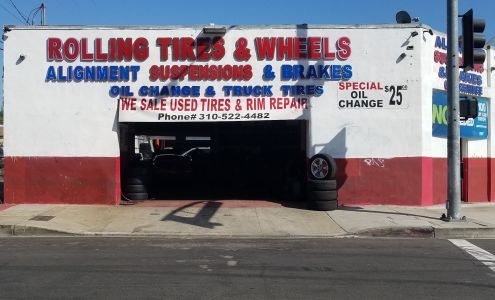 ROLLING TIRES & WHEELS
ALIGNMENT SUSPENSIONS & BRAKES
OIL CHANGE & TRUCK TIRES
WE SALE USED TIRES & RIM REPAIR
Phone# 310-522-4482
SPECIAL
OIL
CHANGE $25